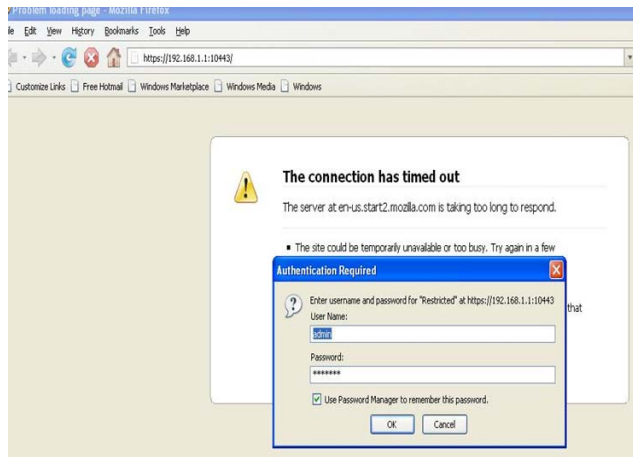 Problem loading page - Mozilla Firefox
le Edit View History Bookmarks Tools Help
https://192.168.1.1:10443/
Customize Links Free Hotmail Windows Marketplace Windows Media Windows
The connection has timed out
The server at en-us.start2.mozilla.com is taking too long to respond.
The site could be temporarily unavailable or too busy. Try again in a few
Authentication Required
Enter username and password for "Restricted" at https://192.168.1.1:10443
that
User Name:
admin
Password:
*******
Use Password Manager to remember this password.
OK Cancel